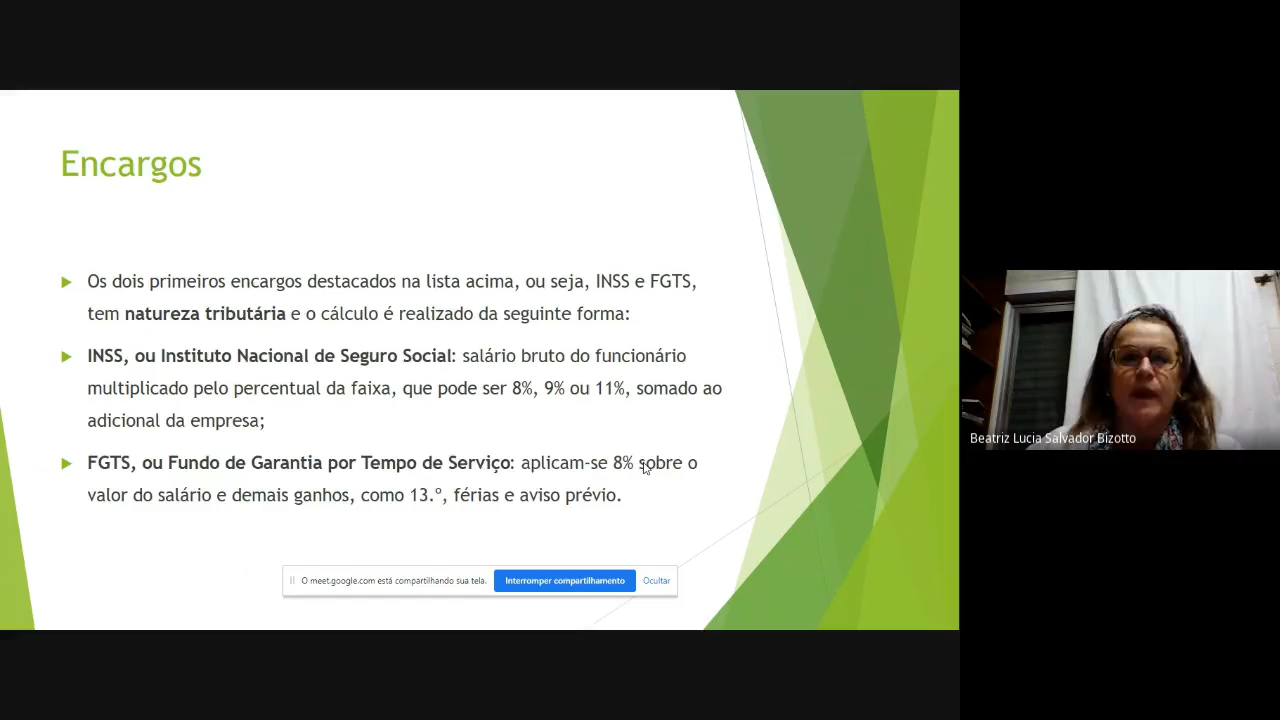 Encargos
Os dois primeiros encargos destacados na lista acima, ou seja, INSS e FGTS,
tem natureza tributária e o cálculo é realizado da seguinte forma:
INSS, ou Instituto Nacional de Seguro Social: salário bruto do funcionário
multiplicado pelo percentual da faixa, que pode ser 8%, 9% ou 11%, somado ao
adicional da empresa;
FGTS, ou Fundo de Garantia por Tempo de Serviço: aplicam-se 8% sobre o
valor do salário e demais ganhos, como 13.º, férias e aviso prévio.
O meet.google.com está compartilhando sua tela. Interromper compartilhamento Ocultar
Beatriz Lucia Salvador Bizotto